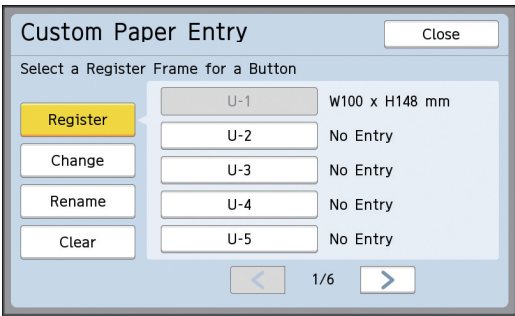 Custom Paper Entry
Close
Select a Register Frame for a Button
Register
Change
Rename
Clear
U-1 W100 x H148 mm
U-2 No Entry
U-3 No Entry
U-4 No Entry
U-5 No Entry
< 1/6 >